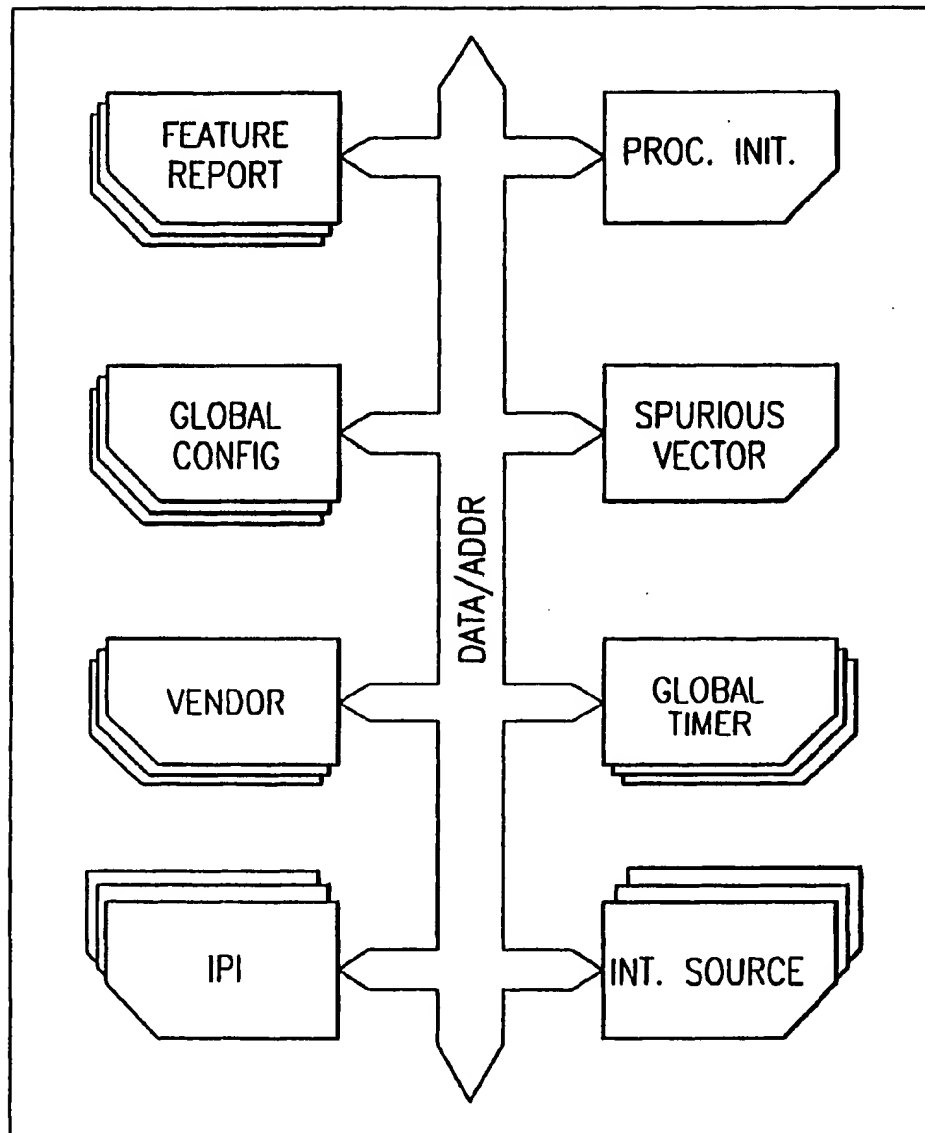 FEATURE
REPORT
PROC. INIT.
GLOBAL
CONFIG
SPURIOUS
VECTOR
DATA/ADDR
VENDOR
GLOBAL
TIMER
IPI
INT. SOURCE